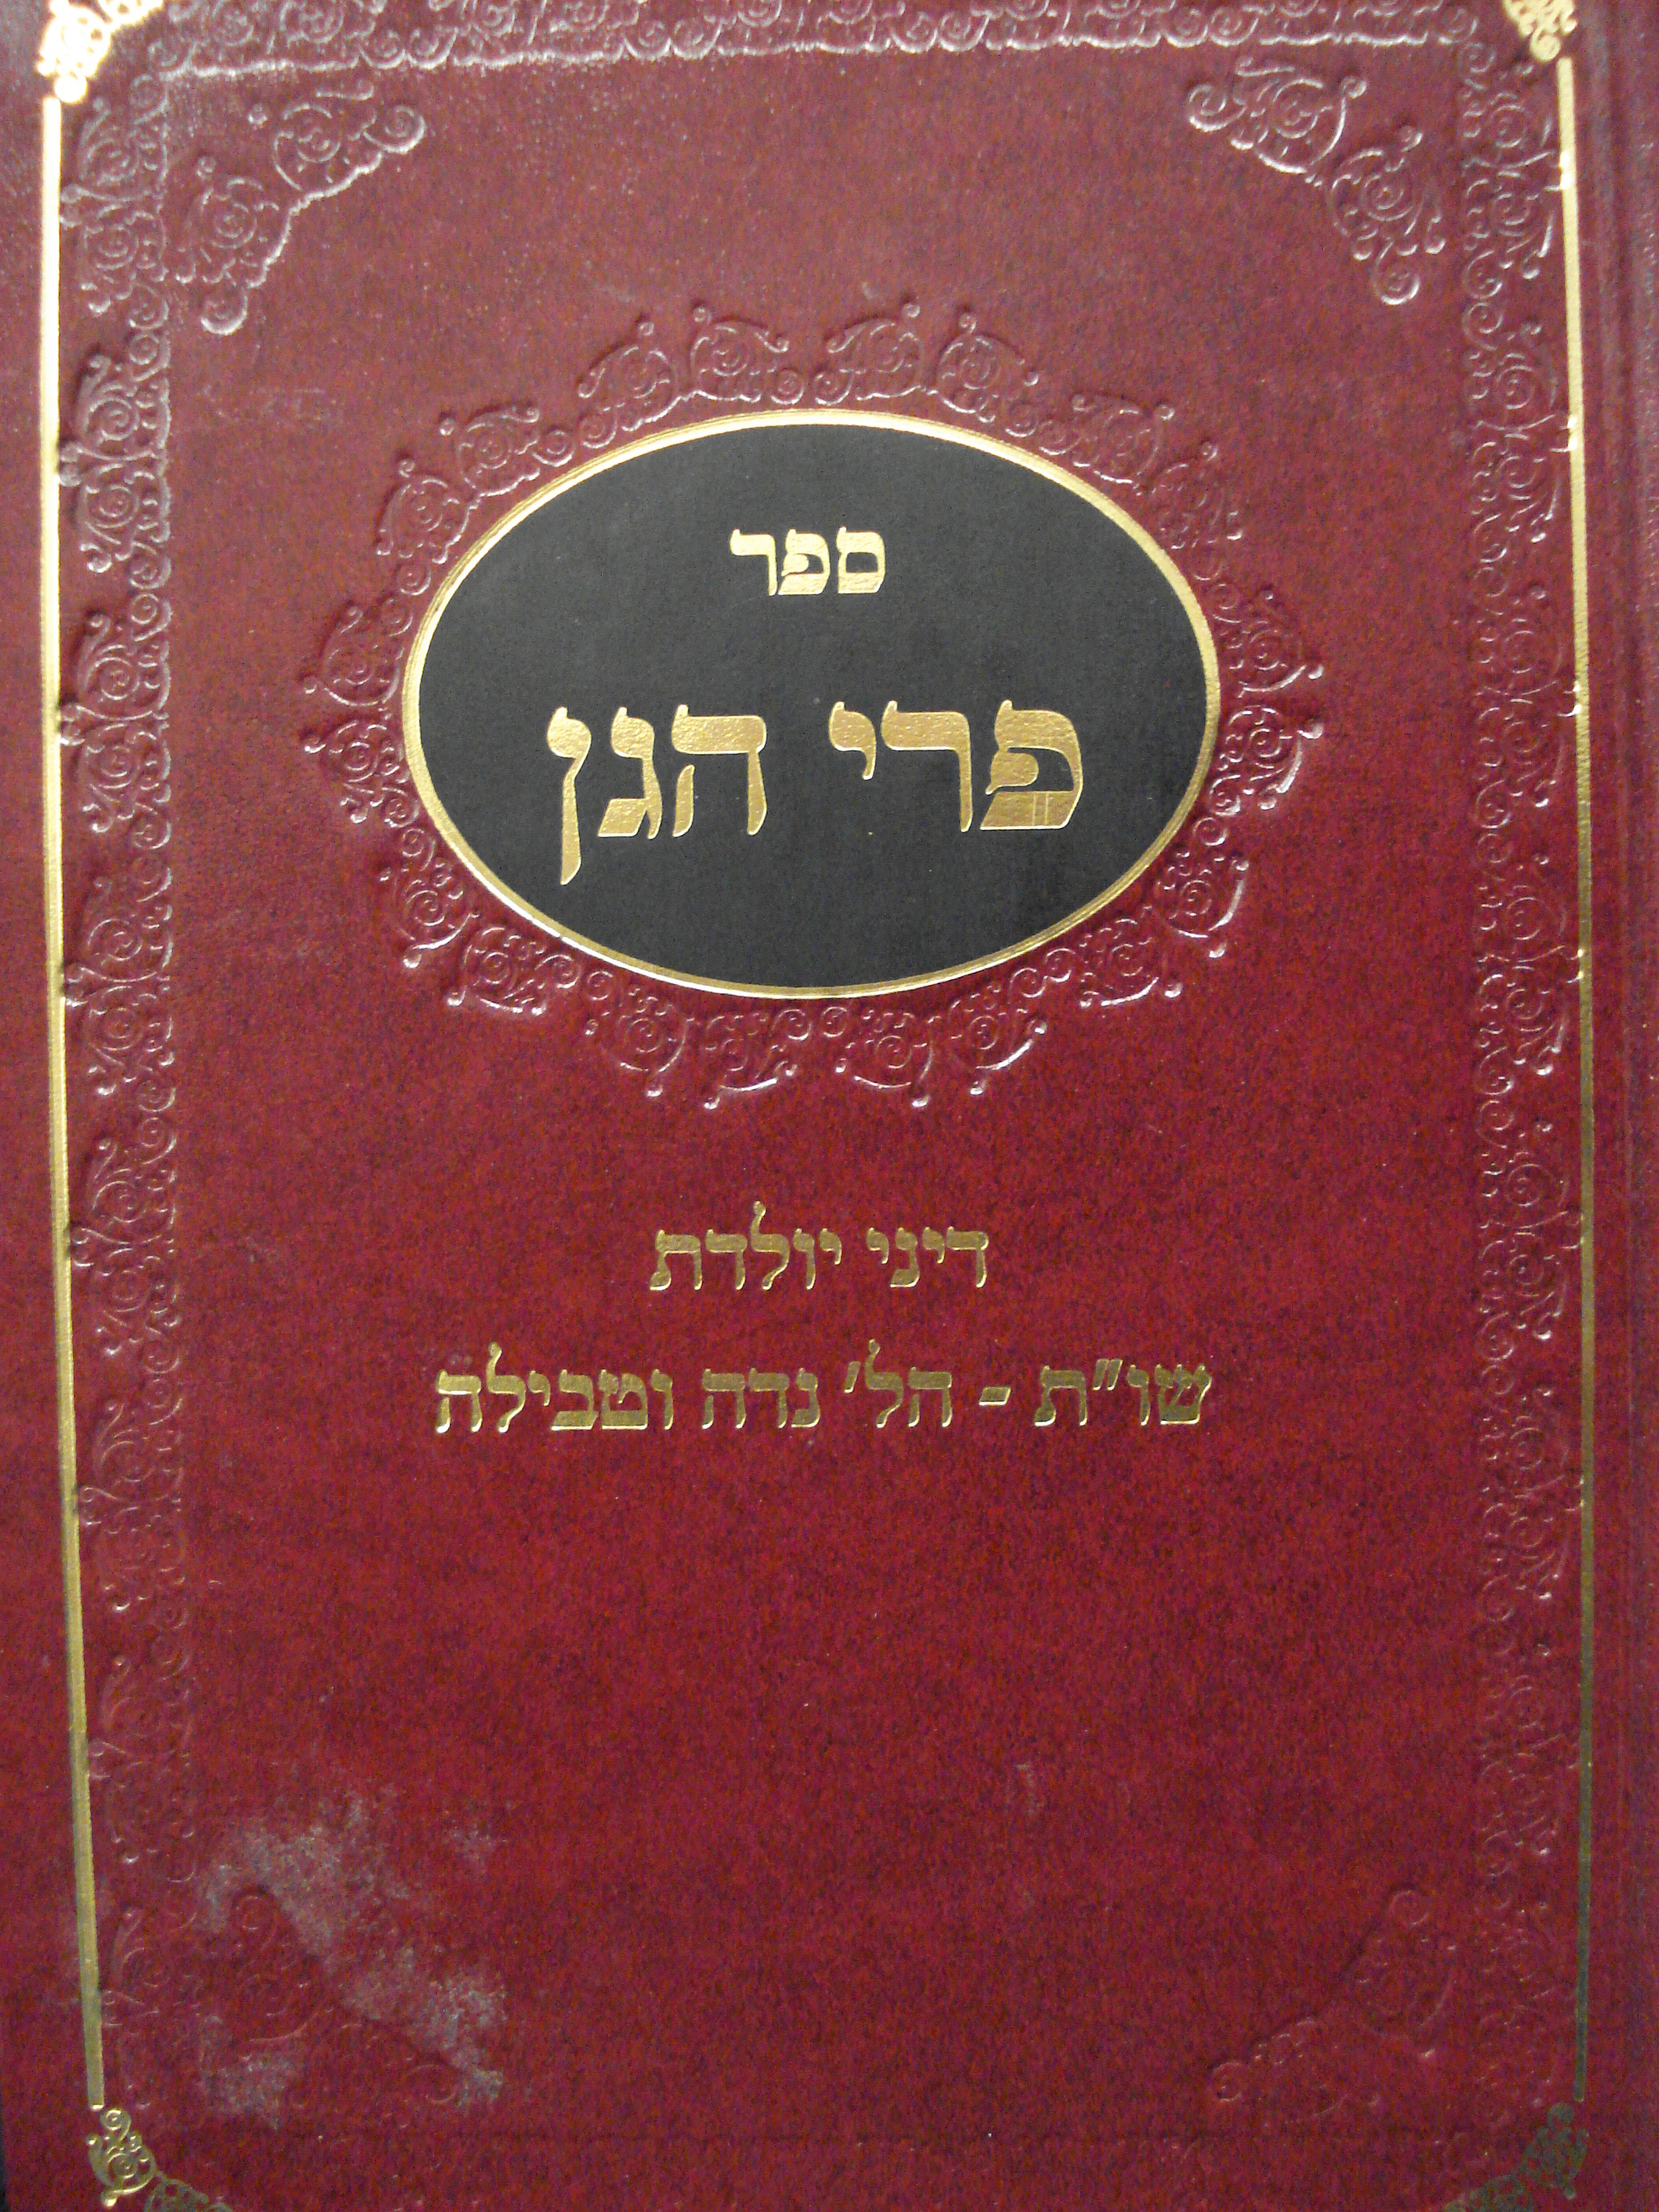 ספר
פרי הגן
דיני יולדת
שו"ת - הל' נדה וטבילה